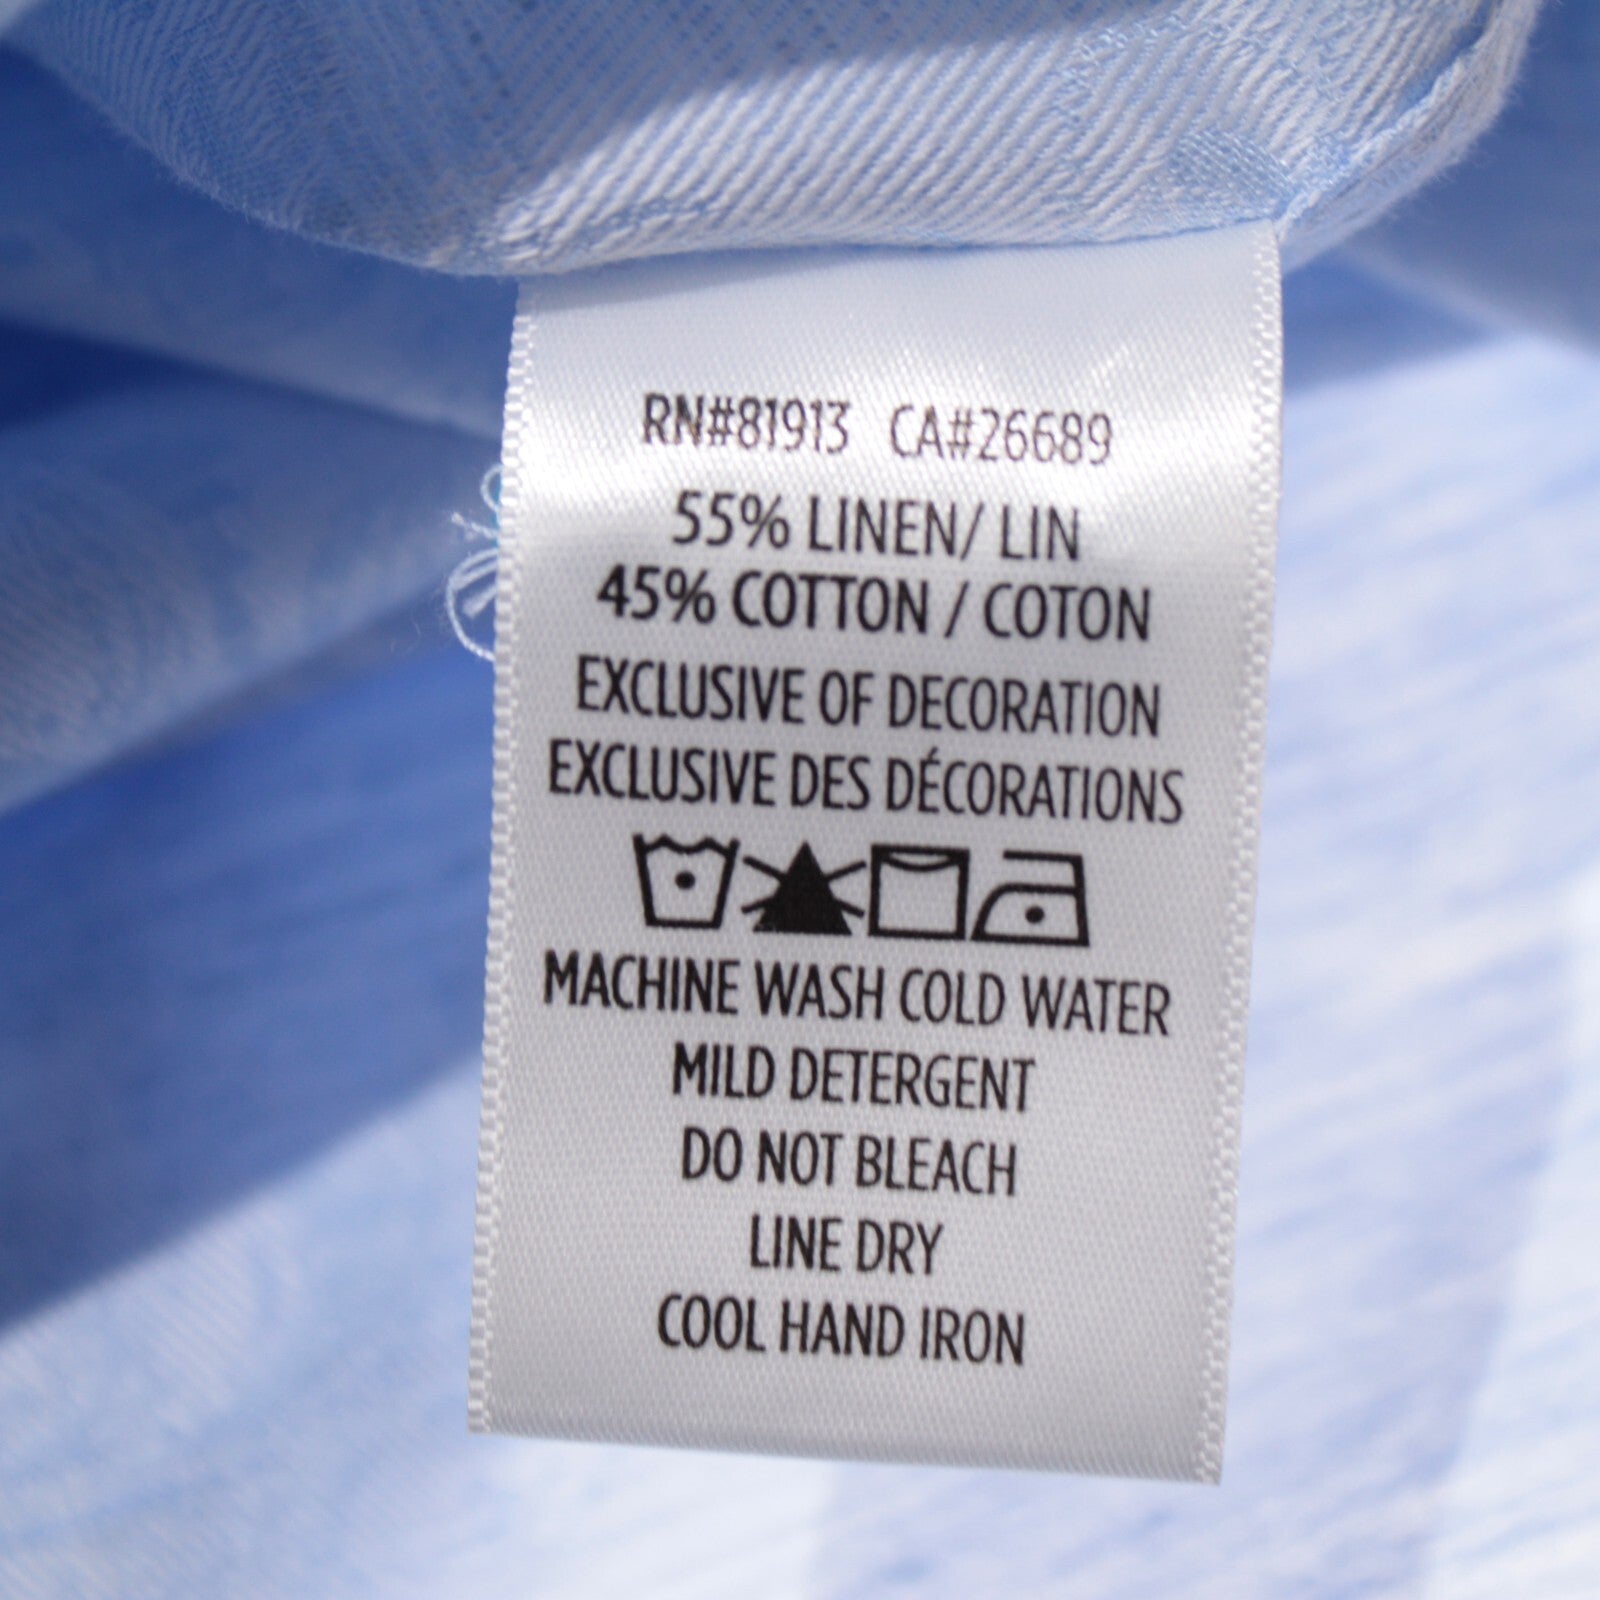 RN#81913 CA#26689
55% LINEN/ LIN
45% COTTON / COTON
EXCLUSIVE OF DECORATION
EXCLUSIVE DES DÉCORATIONS
MACHINE WASH COLD WATER
MILD DETERGENT
DO NOT BLEACH
LINE DRY
COOL HAND IRON